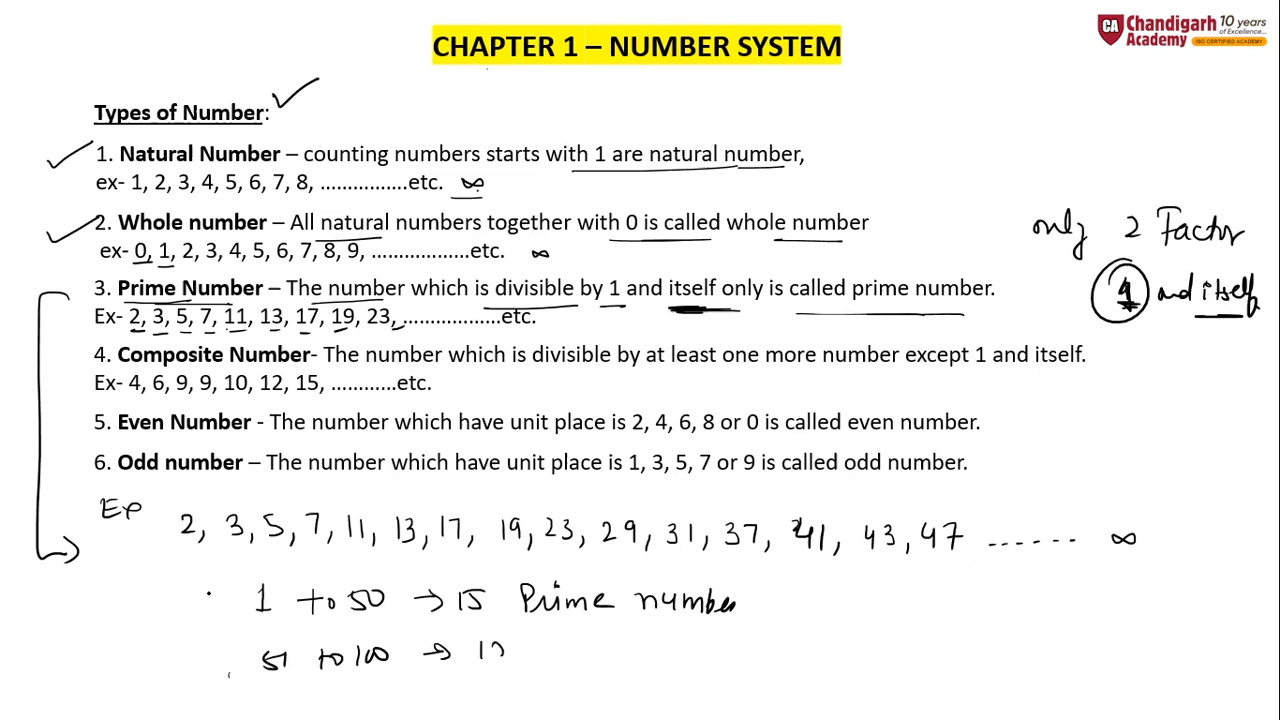 CA Chandigarh Academy 10 years of Excellence...
ISO CERTIFIED ACADEMY
CHAPTER 1 – NUMBER SYSTEM
Types of Number:
1. Natural Number – counting numbers starts with 1 are natural number,
ex- 1, 2, 3, 4, 5, 6, 7, 8, ................etc. ∞
2. Whole number – All natural numbers together with 0 is called whole number
ex- 0, 1, 2, 3, 4, 5, 6, 7, 8, 9, ..................etc. ∞
only 2 Factor
1 and itself
3. Prime Number – The number which is divisible by 1 and itself only is called prime number.
Ex- 2, 3, 5, 7, 11, 13, 17, 19, 23, ..................etc.
4. Composite Number- The number which is divisible by at least one more number except 1 and itself.
Ex- 4, 6, 9, 9, 10, 12, 15, ............etc.
5. Even Number - The number which have unit place is 2, 4, 6, 8 or 0 is called even number.
6. Odd number – The number which have unit place is 1, 3, 5, 7 or 9 is called odd number.
2, 3, 5, 7, 11, 13, 17, 19, 23, 29, 31, 37, 41, 43, 47 ...... ∞
1 to 50 → 15 Prime number
51 to 100 →